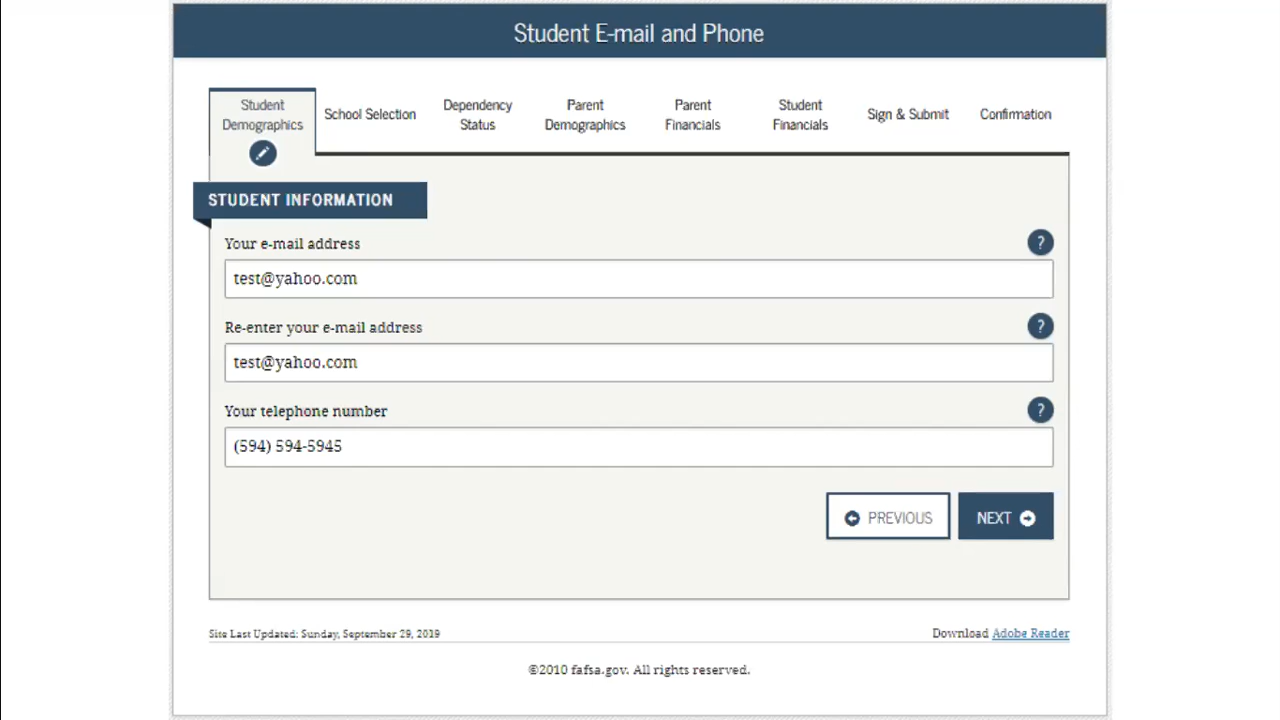 Student E-mail and Phone
Student Demographics
School Selection
Dependency Status
Parent Demographics
Parent Financials
Student Financials
Sign & Submit
Confirmation
STUDENT INFORMATION
Your e-mail address
?
test@yahoo.com
Re-enter your e-mail address
?
test@yahoo.com
Your telephone number
?
(594) 594-5945
PREVIOUS
NEXT
Site Last Updated: Sunday, September 29, 2019
Download Adobe Reader
©2010 fafsa.gov. All rights reserved.